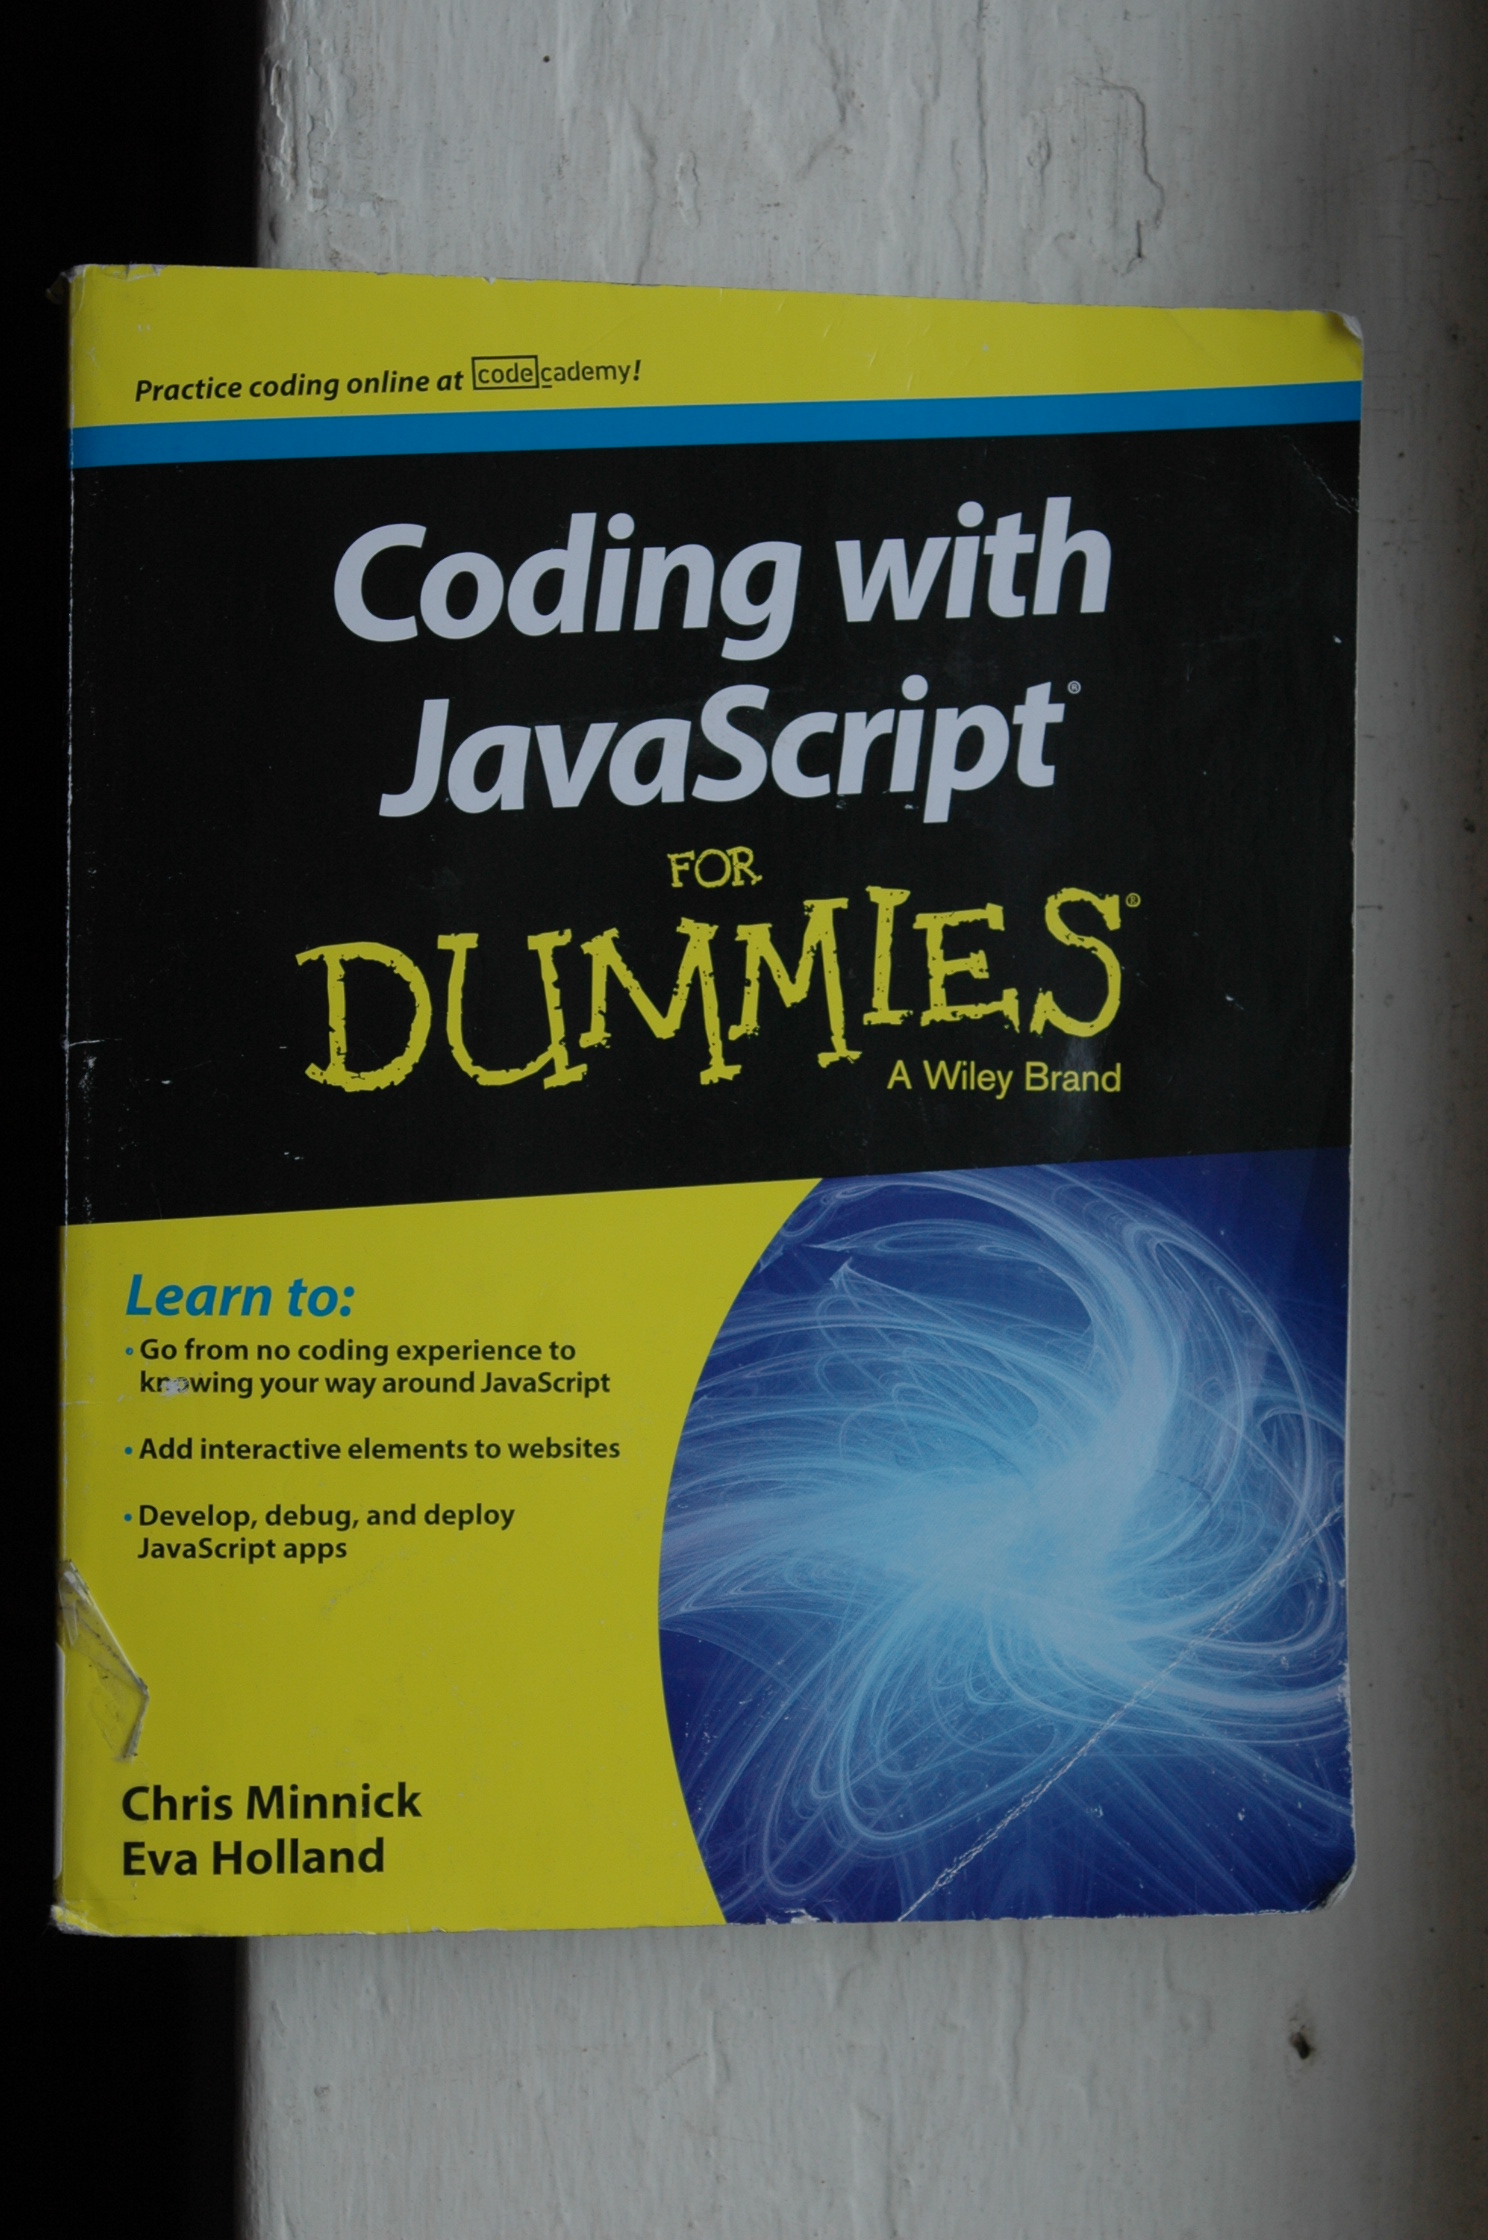 Practice coding online at codecademy!
Coding with
JavaScript®
FOR
DUMMIES®
A Wiley Brand
Learn to:
• Go from no coding experience to
knowing your way around JavaScript
• Add interactive elements to websites
• Develop, debug, and deploy
JavaScript apps
Chris Minnick
Eva Holland